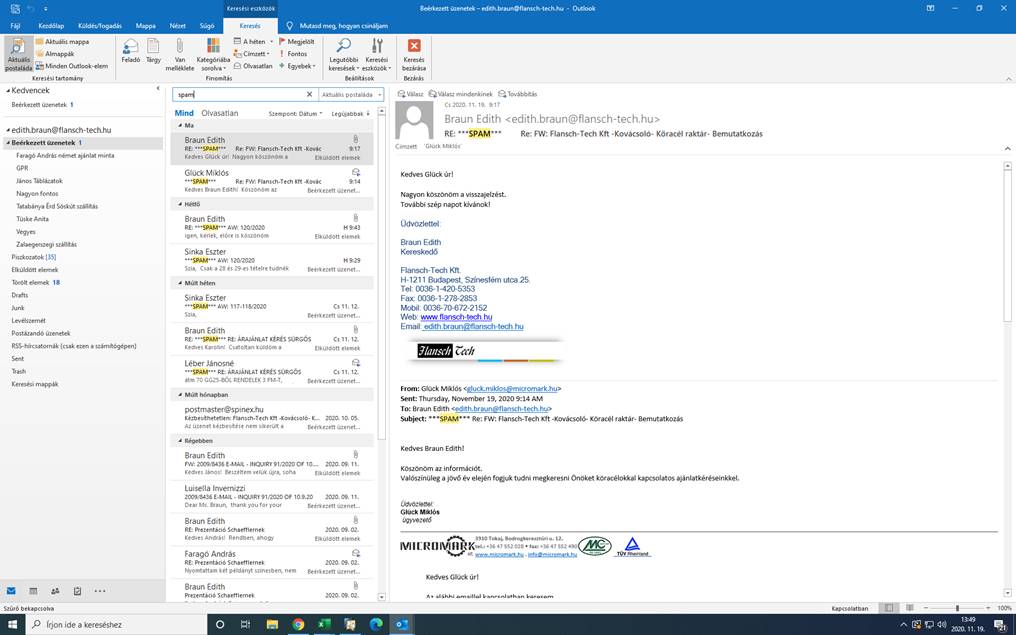 Keresési eszközök
Beérkezett üzenetek – edith.braun@flansch-tech.hu - Outlook
Fájl
Kezdőlap
Küldés/fogadás
Mappa
Nézet
Súgó
Keresés
Mutasd meg, hogyan csináljam
Aktuális postaláda
Aktuális mappa
Almappák
Minden Outlook-elem
Keresési tartomány
Feladó
Tárgy
Van melléklete
Kategóriába sorolva
A héten
Címzett
Olvasatlan
Megjelölt
Fontos
Egyebek
Finomítás
Legutóbbi keresések
Keresési eszközök
Beállítások
Keresés bezárása
Bezárás
Kedvencek
Beérkezett üzenetek 1
edith.braun@flansch-tech.hu
Beérkezett üzenetek 1
Faragó András német ajánlat minta
GPR
János Táblázatok
Nagyon fontos
Tatabánya Érd Sóskút szállítás
Tüske Anita
Vegyes
Zalaegerszegi szállítás
Piszkozatok [35]
Elküldött elemek
Törölt elemek 18
Drafts
Junk
Levélszemét
Postázandó üzenetek
RSS-hírcsatornák (csak ezen a számítógépen)
Sent
Trash
Keresési mappák
spam
Aktuális postaláda
Mind Olvasatlan
Szempont: Dátum Legújabbak
Ma
Braun Edith
RE: ***SPAM*** Re: FW: Flansch-Tech Kft -Kovác 9:17
Kedves Glück úr! Nagyon köszönöm a Elküldött elemek
Glück Miklós
***SPAM*** Re: FW: Flansch-Tech Kft -Kovácsol 9:14
Kedves Braun Edith! Köszönöm az Beérkezett üzenet...
Hétfő
Braun Edith
RE: ***SPAM*** AW: 120/2020 H 9:43
igen, kérlek, előre is köszönöm Elküldött elemek
Sinka Eszter
***SPAM*** AW: 120/2020 H 9:29
Szia, Csak a 28 és 29-es tételre tudnék Beérkezett üzenet...
Múlt héten
Sinka Eszter
***SPAM*** AW: 117-118/2020 Cs 11. 12.
Szia, Beérkezett üzenet...
Braun Edith
RE: ***SPAM*** RE: ÁRAJÁNLAT KÉRÉS SÜRGŐS Cs 11. 12.
Kedves Karolin! Csatoltan küldöm a Elküldött elemek
Léber Jánosné
***SPAM*** RE: ÁRAJÁNLAT KÉRÉS SÜRGŐS Cs 11. 12.
átm 70 GG25-BÖL RENDELEK 3 FM-T, Beérkezett üzenet...
Múlt hónapban
postmaster@spinex.hu
Kézbesíthetetlen: Flansch-Tech Kft -Kovácsoló- K... 2020. 10. 05.
Az üzenet kézbesítése nem sikerült a Beérkezett üzenet...
Régebben
Braun Edith
FW: 2009/8436 E-MAIL - INQUIRY 91/2020 OF 10.... 2020. 09. 11.
Kedves János! Beszéltem velük újra, soha Elküldött elemek
Luisella Invernizzi
2009/8436 E-MAIL - INQUIRY 91/2020 OF 10.9.20 2020. 09. 11.
Dear Ms. Braun, thank you for your Beérkezett üzenet...
Braun Edith
RE: Prezentáció Schaefflernek 2020. 09. 02.
Kedves András! Rendben, ahogy Elküldött elemek
Faragó András
RE: Prezentáció Schaefflernek 2020. 09. 02.
Nyomtattam két példányt színesben, nem Beérkezett üzenet...
Braun Edith
Prezentáció Schaefflernek 2020. 09. 02.
Válasz Válasz mindenkinek Továbbítás
Cs 2020. 11. 19. 9:17
Braun Edith <edith.braun@flansch-tech.hu>
RE: ***SPAM*** Re: FW: Flansch-Tech Kft -Kovácsoló- Köracél raktár- Bemutatkozás
Címzett 'Glück Miklós'
Kedves Glück úr!
Nagyon köszönöm a visszajelzést.
További szép napot kívánok!
Üdvözlettel:
Braun Edith
Kereskedő
Flansch-Tech Kft.
H-1211 Budapest, Színesfém utca 25.
Tel: 0036-1-420-5353
Fax: 0036-1-278-2853
Mobil: 0036-70-672-2152
Web: www.flansch-tech.hu
Email: edith.braun@flansch-tech.hu
Flansch Tech
From: Glück Miklós <gluck.miklos@micromark.hu>
Sent: Thursday, November 19, 2020 9:14 AM
To: Braun Edith <edith.braun@flansch-tech.hu>
Subject: ***SPAM*** Re: FW: Flansch-Tech Kft -Kovácsoló- Köracél raktár- Bemutatkozás
Kedves Braun Edith!
Köszönöm az információt.
Valószínüleg a jövő év elején fogjuk tudni megkeresni Önöket köracélokkal kapcsolatos ajánlatkéréseinkkel.
Üdvözlettel:
Glück Miklós
ügyvezető
MICROMARK
3910 Tokaj, Bodrogkeresztúri u. 12.
tel.: +36 47 552 028 • fax: +36 47 552 490
www.micromark.hu - info@micromark.hu
TÜV Rheinland
Kedves Glück úr!
Az alábbi emaillel kapcsolatban keresem
Szűrő bekapcsolva
Kapcsolatban
100%
Írjon ide a kereséshez
13:49
2020. 11. 19.
21